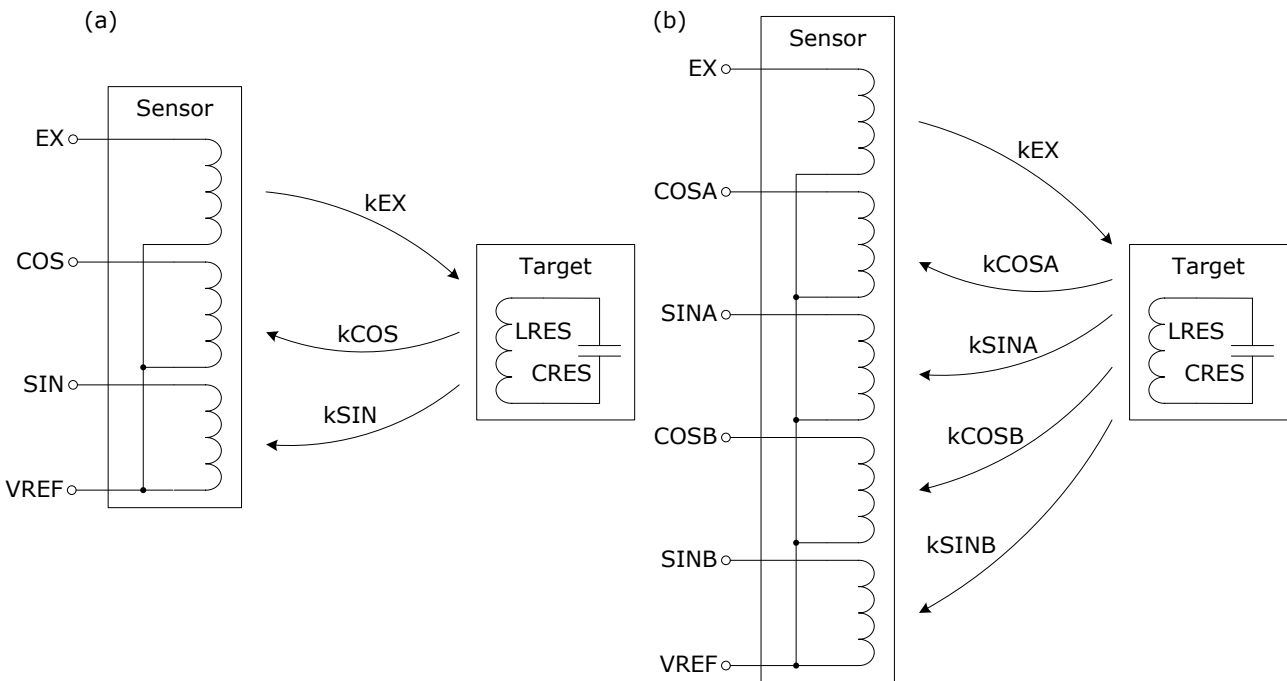 (a)
Sensor
EX
COS
SIN
VREF
kEX
kCOS
kSIN
Target
LRES
CRES
(b)
Sensor
EX
COSA
SINA
COSB
SINB
VREF
kEX
kCOSA
kSINA
kCOSB
kSINB
Target
LRES
CRES